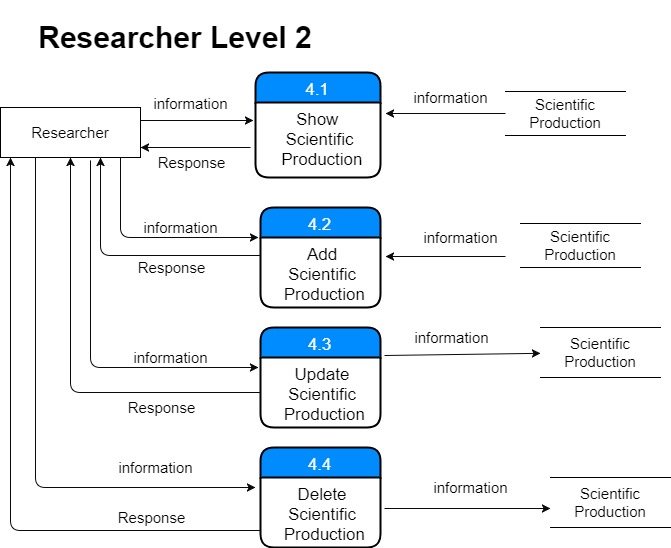 Researcher Level 2
4.1
information
information
Show
Scientific
Production
Scientific
Production
Researcher
Response
4.2
information
information
Add
Scientific
Production
Scientific
Production
Response
4.3
information
information
Update
Scientific
Production
Scientific
Production
Response
4.4
information
information
Delete
Scientific
Production
Scientific
Production
Response